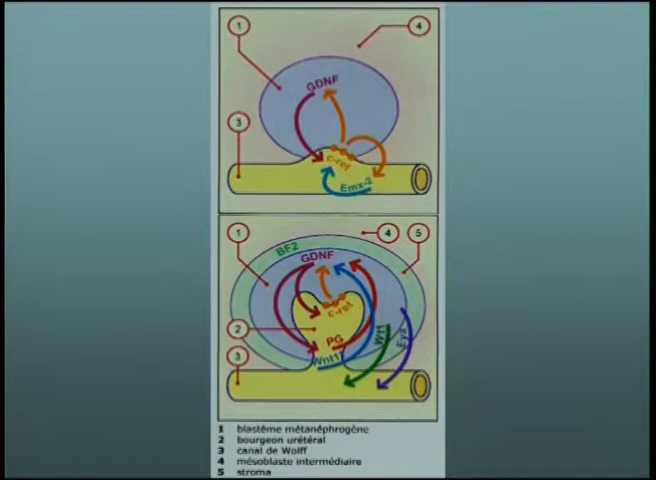 1
4
GDNF
3
c-ret
Emx-2
1
4
5
BF2
GDNF
c-ret
2
PG
Wt1
Eya
Wnt1
3
1 blastème métanéphrogène
2 bourgeon urétéral
3 canal de Wolff
4 mésoblaste intermédiaire
5 stroma